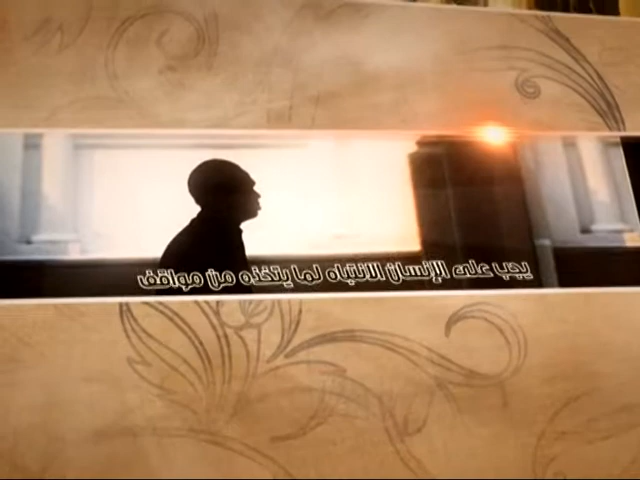 يجب على الإنسان الانتباه لما يتخذه من مواقف